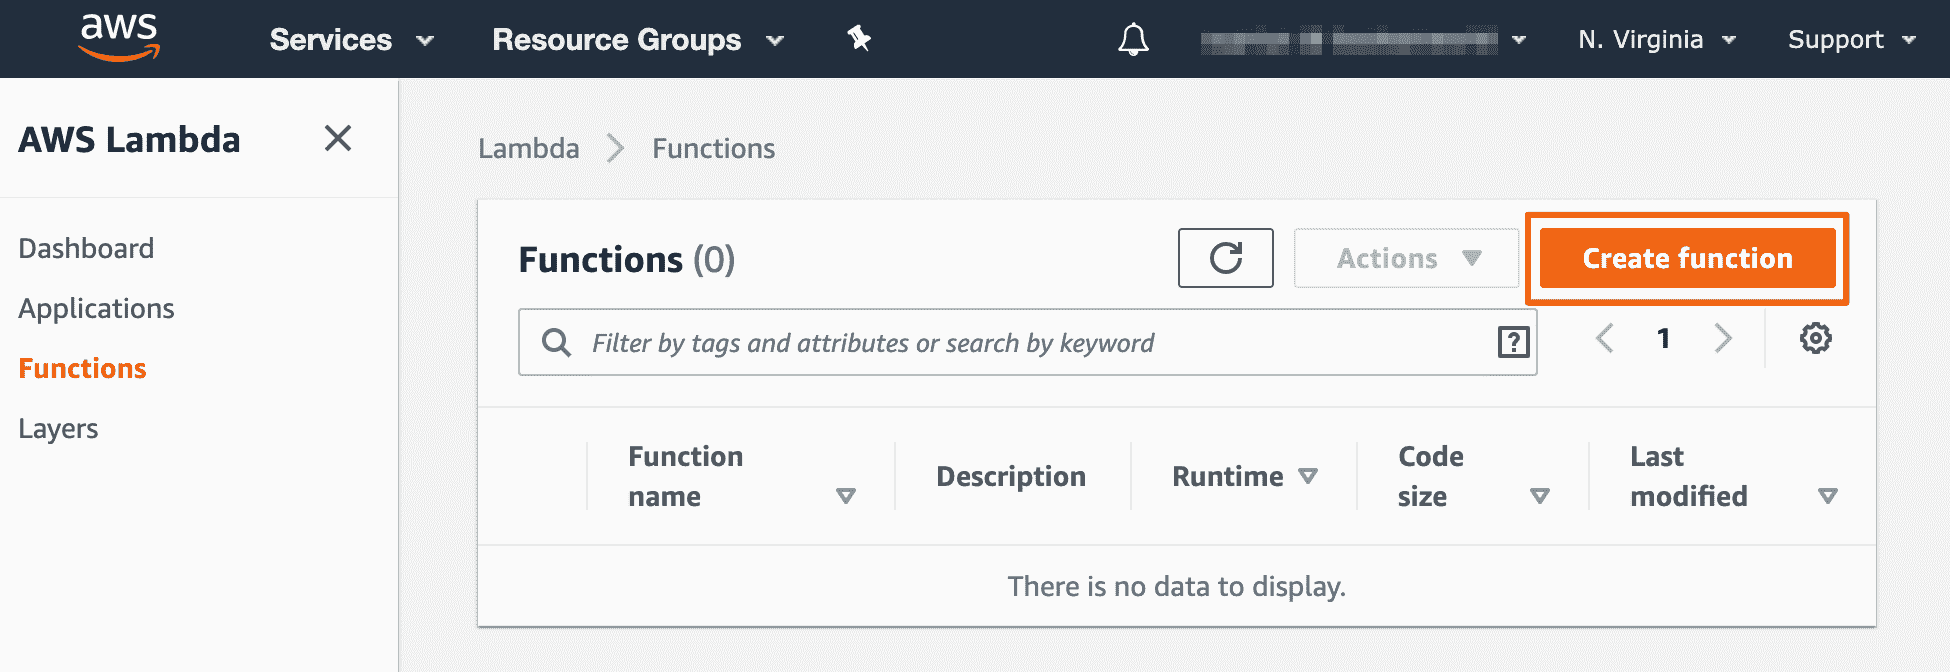 aws Services Resource Groups N. Virginia Support
AWS Lambda
Dashboard
Applications
Functions
Layers
Lambda Functions
Functions (0) Actions Create function
Filter by tags and attributes or search by keyword ? 1
Function name Description Runtime Code size Last modified
There is no data to display.